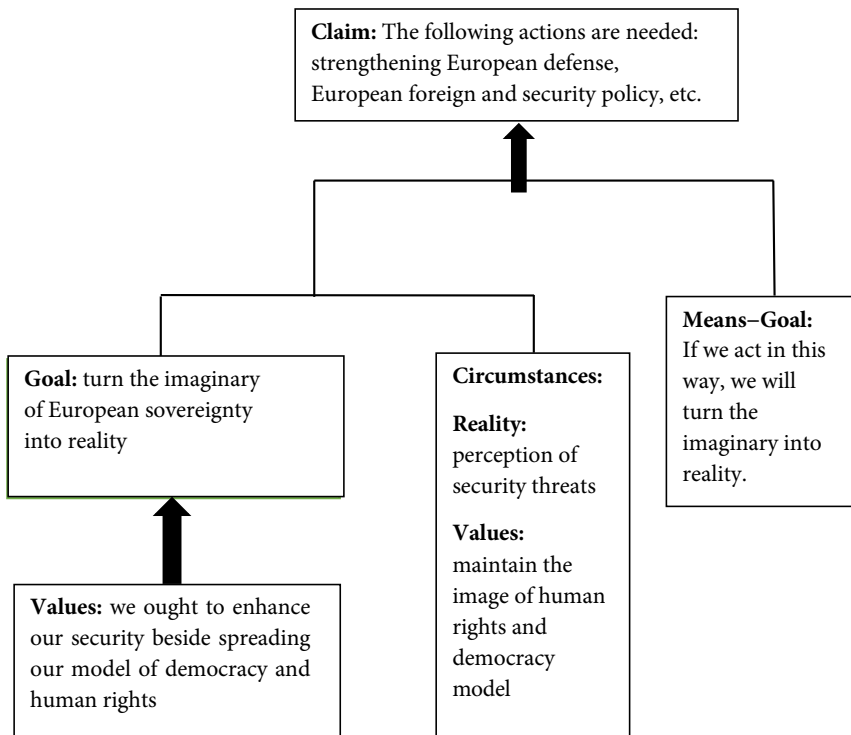 Claim: The following actions are needed:
strengthening European defense,
European foreign and security policy, etc.
Goal: turn the imaginary
of European sovereignty
into reality
Circumstances:
Reality:
perception of
security threats
Values:
maintain the
image of human
rights and
democracy
model
Means–Goal:
If we act in this
way, we will
turn the
imaginary into
reality.
Values: we ought to enhance
our security beside spreading
our model of democracy and
human rights